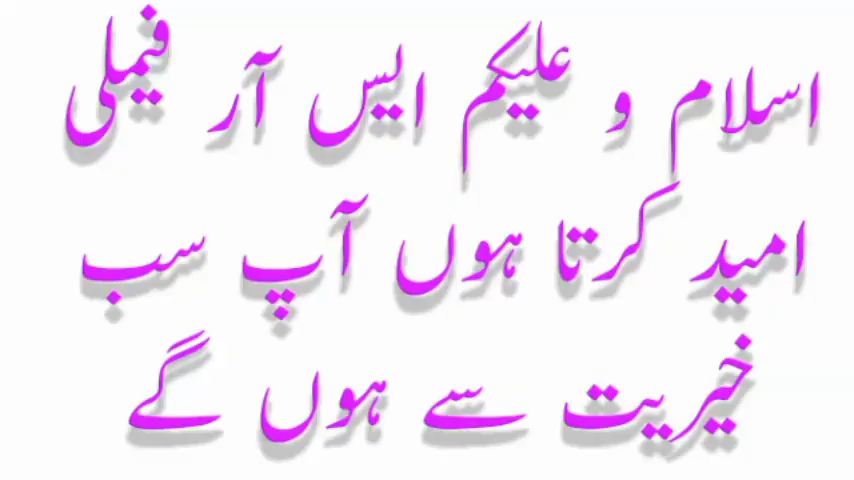 اسلام و علیکم ایس آر فیملی
امید کرتا ہوں آپ سب
خیریت سے ہوں گے